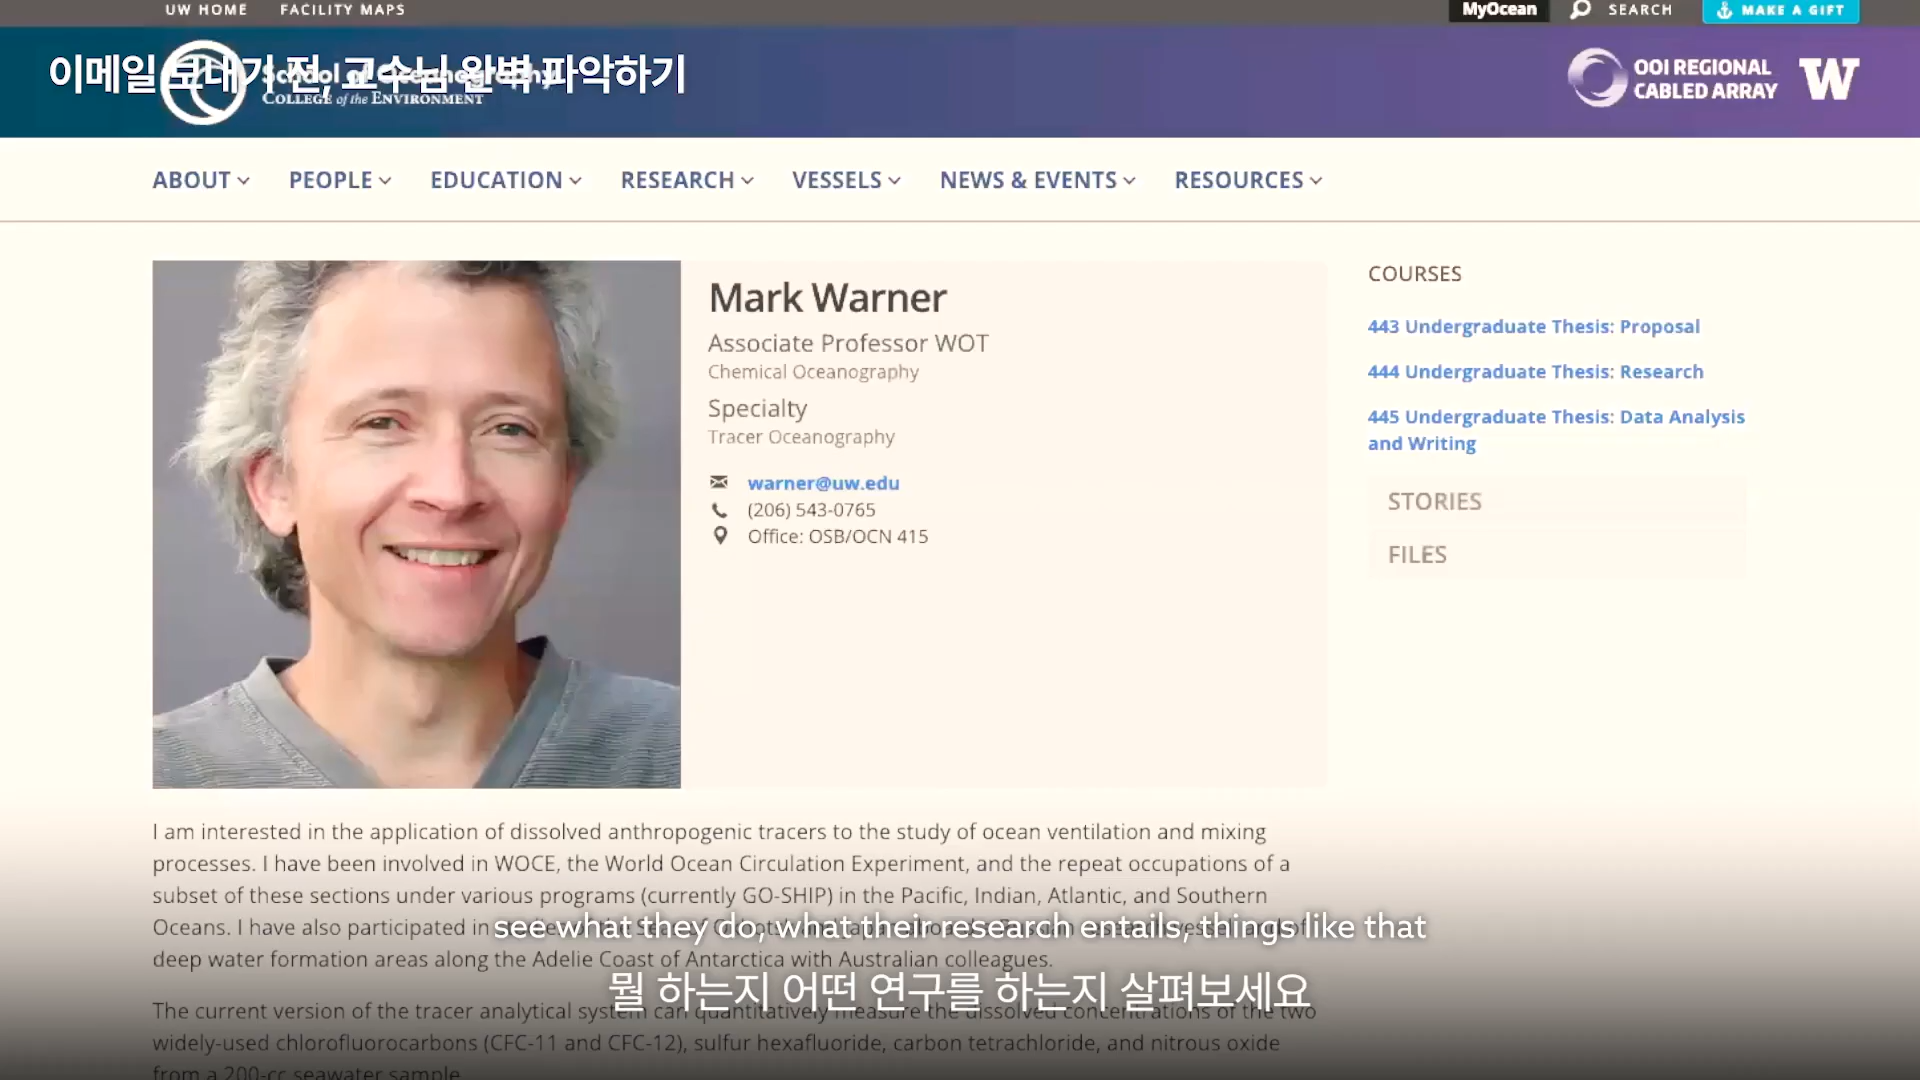 UW HOME FACILITY MAPS MyOcean SEARCH MAKE A GIFT
이메일 보내기 전, 교수님 완벽 파악하기
School of Oceanography
COLLEGE of the ENVIRONMENT
OOI REGIONAL
CABLED ARRAY
W
ABOUT PEOPLE EDUCATION RESEARCH VESSELS NEWS & EVENTS RESOURCES
Mark Warner
Associate Professor WOT
Chemical Oceanography
Specialty
Tracer Oceanography
warner@uw.edu
(206) 543-0765
Office: OSB/OCN 415
COURSES
443 Undergraduate Thesis: Proposal
444 Undergraduate Thesis: Research
445 Undergraduate Thesis: Data Analysis
and Writing
STORIES
FILES
I am interested in the application of dissolved anthropogenic tracers to the study of ocean ventilation and mixing
processes. I have been involved in WOCE, the World Ocean Circulation Experiment, and the repeat occupations of a
subset of these sections under various programs (currently GO-SHIP) in the Pacific, Indian, Atlantic, and Southern
Oceans. I have also participated in
see what they do, what their research entails, things like that
deep water formation areas along the Adelie Coast of Antarctica with Australian colleagues.
뭘 하는지 어떤 연구를 하는지 살펴보세요
The current version of the tracer analytical system can quantitatively measure the dissolved concentrations of the two
widely-used chlorofluorocarbons (CFC-11 and CFC-12), sulfur hexafluoride, carbon tetrachloride, and nitrous oxide
from a 200-cc seawater sample